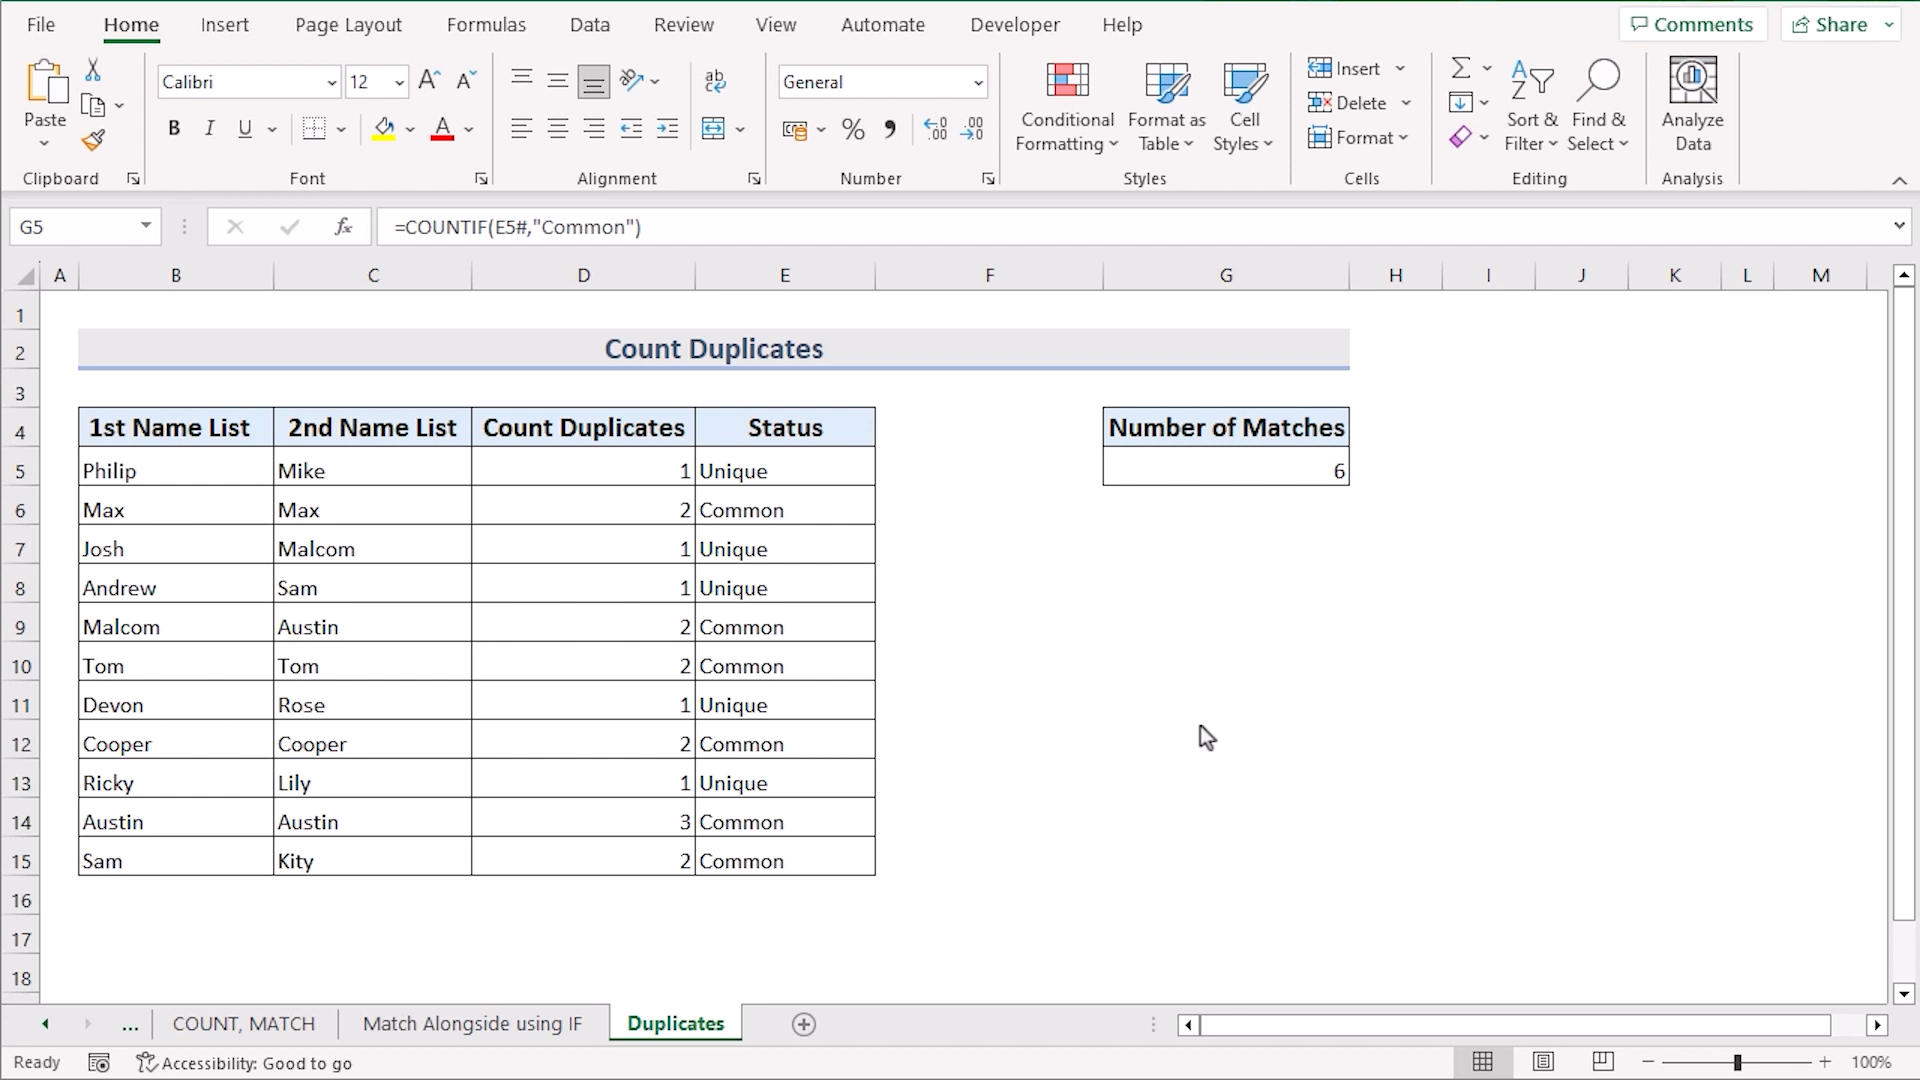 File Home Insert Page Layout Formulas Data Review View Automate Developer Help Comments Share
Calibri 12 ab General Insert Σ
Paste Conditional Format as Cell Delete Sort & Find & Analyze
B I U A % Formatting Table Styles Format Filter Select Data
Clipboard Font Alignment Number Styles Cells Editing Analysis
G5 fx =COUNTIF(E5#,"Common")
A B C D E F G H I J K L M
1
2 Count Duplicates
3
4 1st Name List 2nd Name List Count Duplicates Status Number of Matches
5 Philip Mike 1 Unique 6
6 Max Max 2 Common
7 Josh Malcom 1 Unique
8 Andrew Sam 1 Unique
9 Malcom Austin 2 Common
10 Tom Tom 2 Common
11 Devon Rose 1 Unique
12 Cooper Cooper 2 Common
13 Ricky Lily 1 Unique
14 Austin Austin 3 Common
15 Sam Kity 2 Common
16
17
18
... COUNT, MATCH Match Alongside using IF Duplicates
Ready Accessibility: Good to go 100%